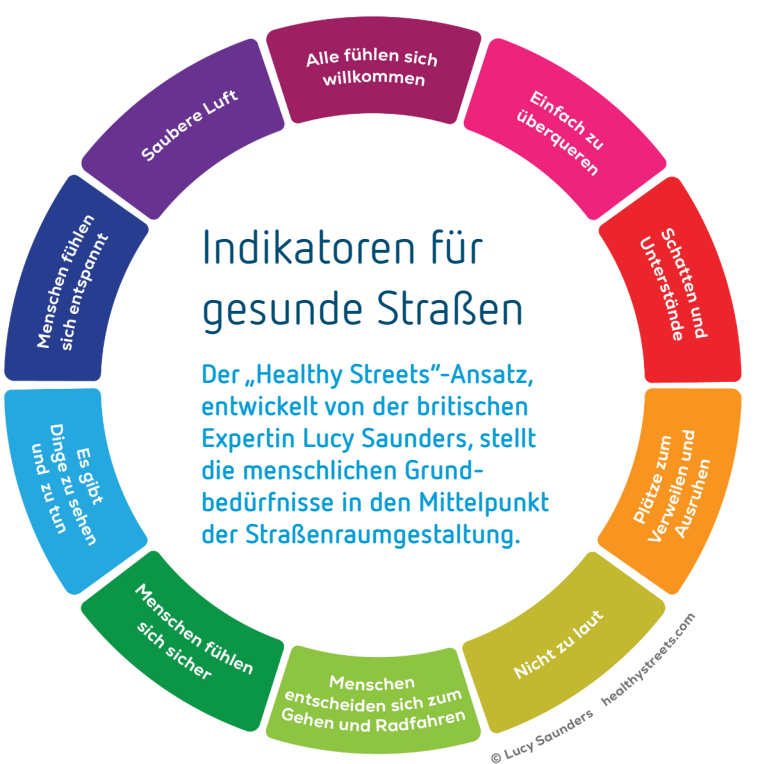 Alle fühlen sich
willkommen
Einfach zu
überqueren
Schatten und
Unterstände
Plätze zum
Verweilen und
Ausruhen
Nicht zu laut
Menschen
entscheiden sich zum
Gehen und Radfahren
Menschen fühlen
sich sicher
Es gibt
Dinge zu sehen
und zu tun
Menschen fühlen
sich entspannt
Saubere Luft
Indikatoren für
gesunde Straßen
Der „Healthy Streets“-Ansatz,
entwickelt von der britischen
Expertin Lucy Saunders, stellt
die menschlichen Grund-
bedürfnisse in den Mittelpunkt
der Straßenraumgestaltung.
© Lucy Saunders healthystreets.com